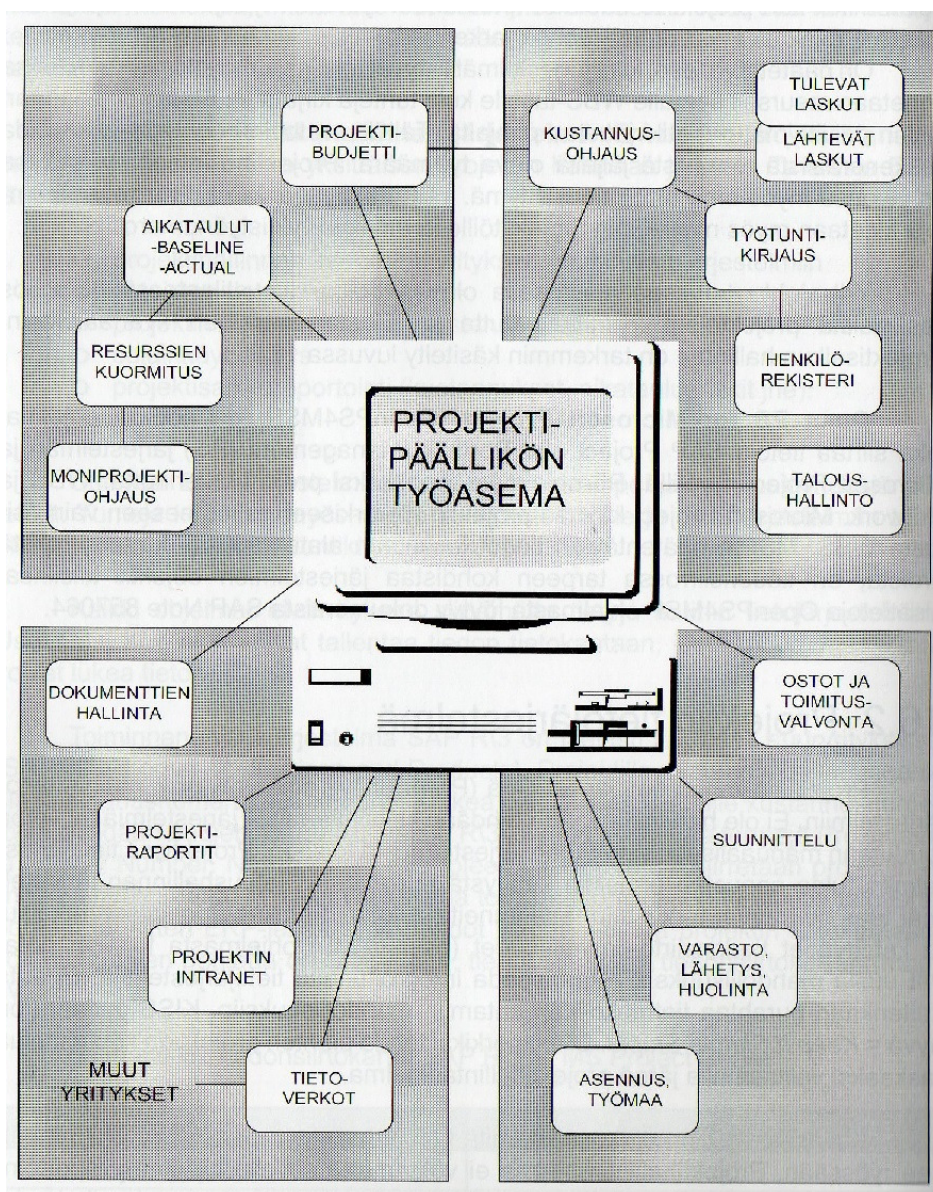 TULEVAT
LASKUT
LÄHTEVÄT
LASKUT
PROJEKTI-
BUDJETTI
KUSTANNUS-
OHJAUS
AIKATAULUT
-BASELINE
-ACTUAL
TYÖTUNTI-
KIRJAUS
RESURSSIEN
KUORMITUS
HENKILÖ-
REKISTERI
MONIPROJEKTI-
OHJAUS
TALOUS-
HALLINTO
PROJEKTI-
PÄÄLLIKÖN
TYÖASEMA
DOKUMENTTIEN
HALLINTA
OSTOT JA
TOIMITUS-
VALVONTA
PROJEKTI-
RAPORTIT
SUUNNITTELU
PROJEKTIN
INTRANET
VARASTO,
LÄHETYS,
HUOLINTA
MUUT
YRITYKSET
TIETO-
VERKOT
ASENNUS,
TYÖMAA